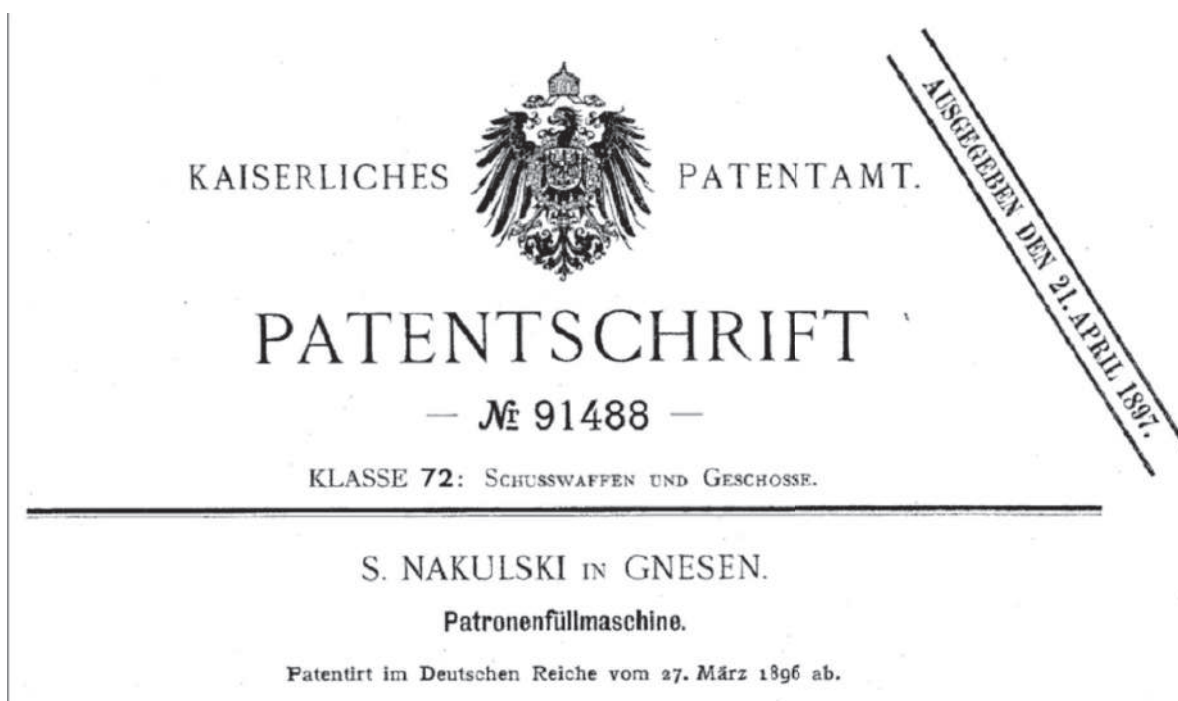 KAISERLICHES PATENTAMT.
AUSGEGEBEN DEN 21. APRIL 1897.
PATENTSCHRIFT
— № 91488 —
KLASSE 72: SCHUSSWAFFEN UND GESCHOSSE.
S. NAKULSKI IN GNESEN.
Patronenfüllmaschine.
Patentirt im Deutschen Reiche vom 27. März 1896 ab.